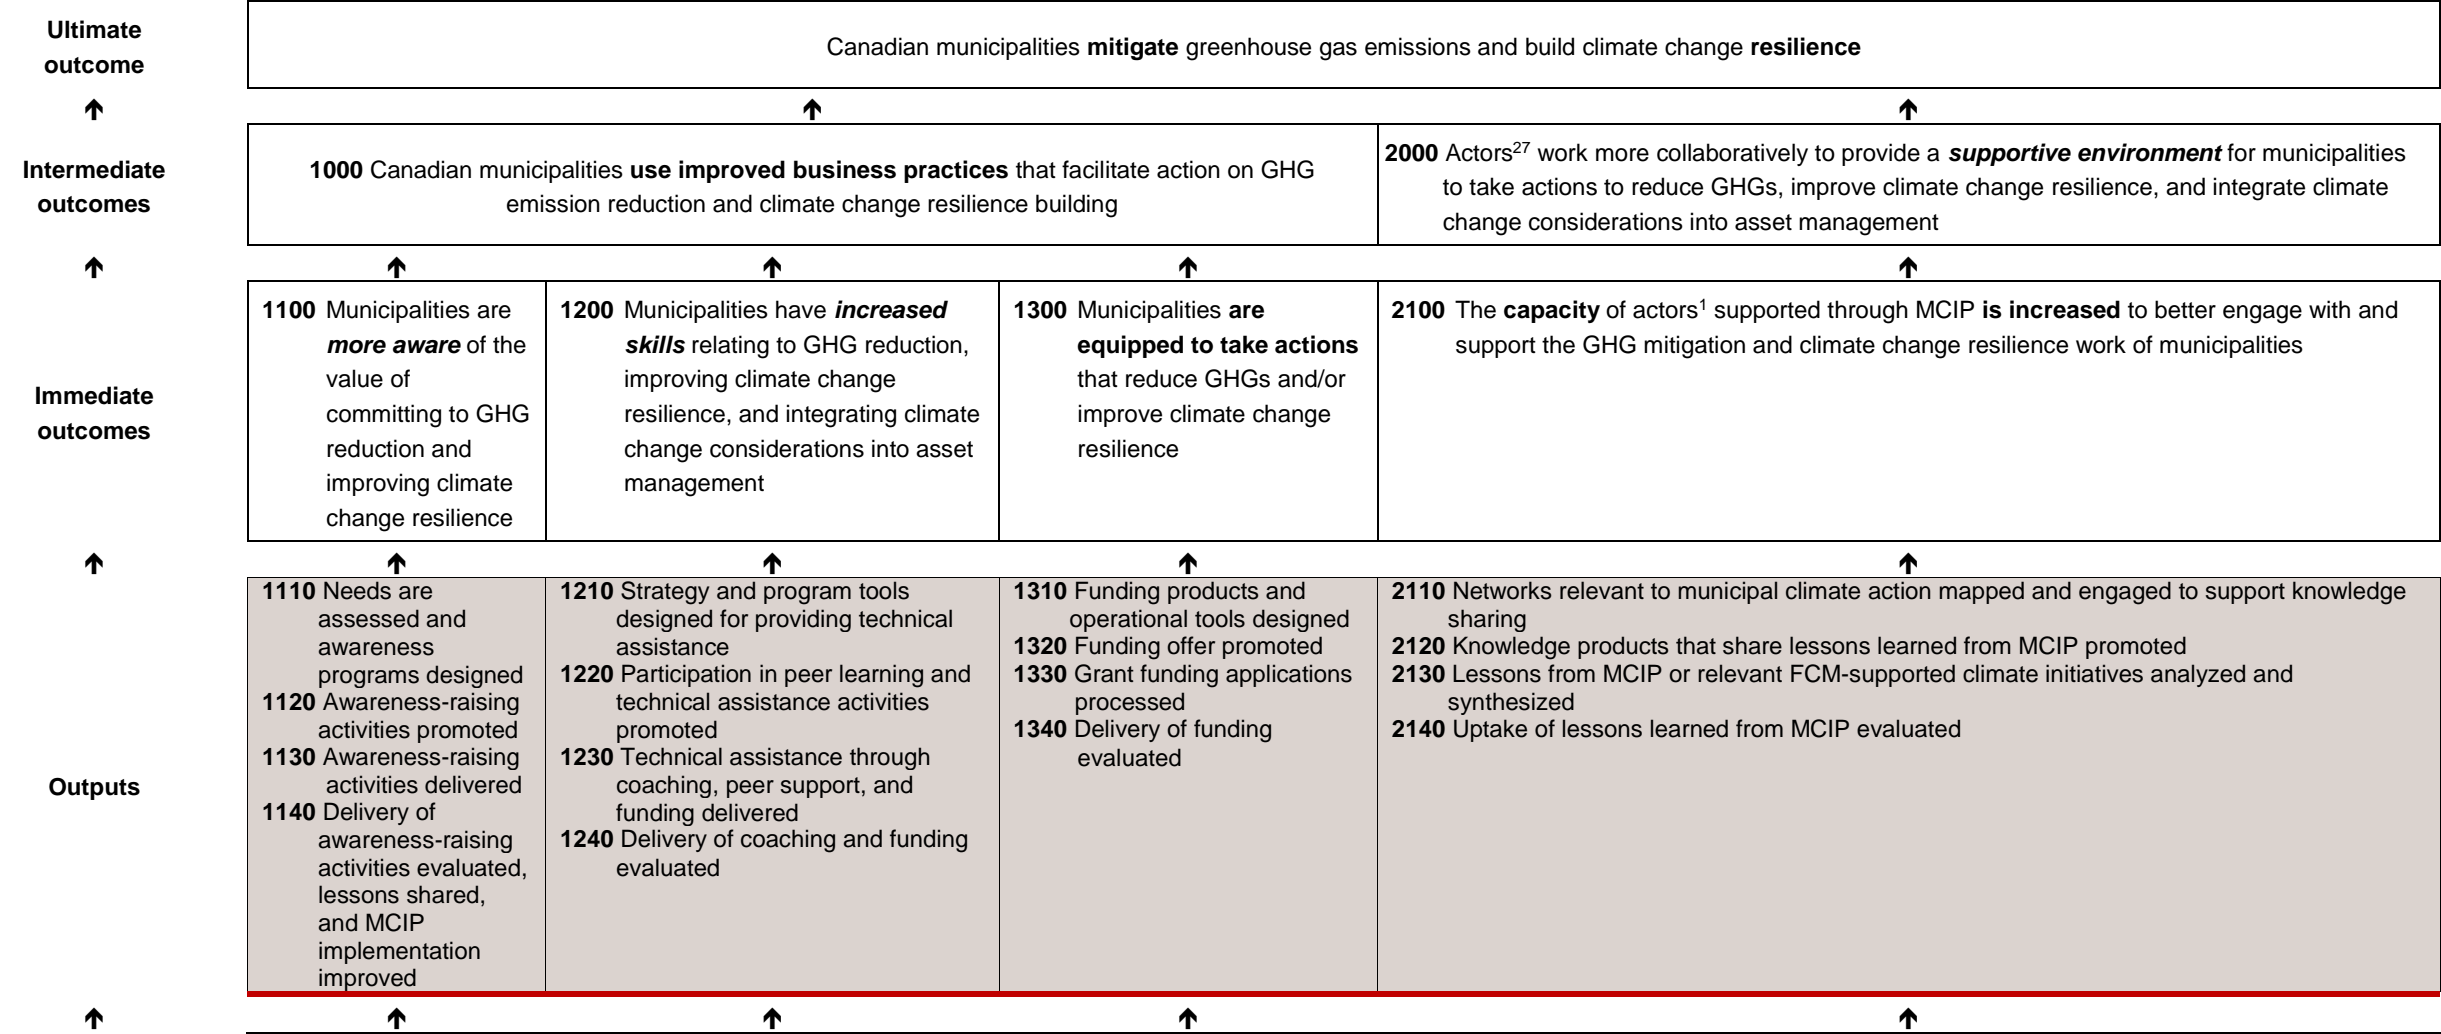 Ultimate
outcome
Canadian municipalities mitigate greenhouse gas emissions and build climate change resilience
Intermediate
outcomes
1000 Canadian municipalities use improved business practices that facilitate action on GHG
emission reduction and climate change resilience building
2000 Actors27 work more collaboratively to provide a supportive environment for municipalities
to take actions to reduce GHGs, improve climate change resilience, and integrate climate
change considerations into asset management
Immediate
outcomes
1100 Municipalities are
more aware of the
value of
committing to GHG
reduction and
improving climate
change resilience
1200 Municipalities have increased
skills relating to GHG reduction,
improving climate change
resilience, and integrating climate
change considerations into asset
management
1300 Municipalities are
equipped to take actions
that reduce GHGs and/or
improve climate change
resilience
2100 The capacity of actors1 supported through MCIP is increased to better engage with and
support the GHG mitigation and climate change resilience work of municipalities
Outputs
1110 Needs are
assessed and
awareness
programs designed
1120 Awareness-raising
activities promoted
1130 Awareness-raising
activities delivered
1140 Delivery of
awareness-raising
activities evaluated,
lessons shared,
and MCIP
implementation
improved
1210 Strategy and program tools
designed for providing technical
assistance
1220 Participation in peer learning and
technical assistance activities
promoted
1230 Technical assistance through
coaching, peer support, and
funding delivered
1240 Delivery of coaching and funding
evaluated
1310 Funding products and
operational tools designed
1320 Funding offer promoted
1330 Grant funding applications
processed
1340 Delivery of funding
evaluated
2110 Networks relevant to municipal climate action mapped and engaged to support knowledge
sharing
2120 Knowledge products that share lessons learned from MCIP promoted
2130 Lessons from MCIP or relevant FCM-supported climate initiatives analyzed and
synthesized
2140 Uptake of lessons learned from MCIP evaluated